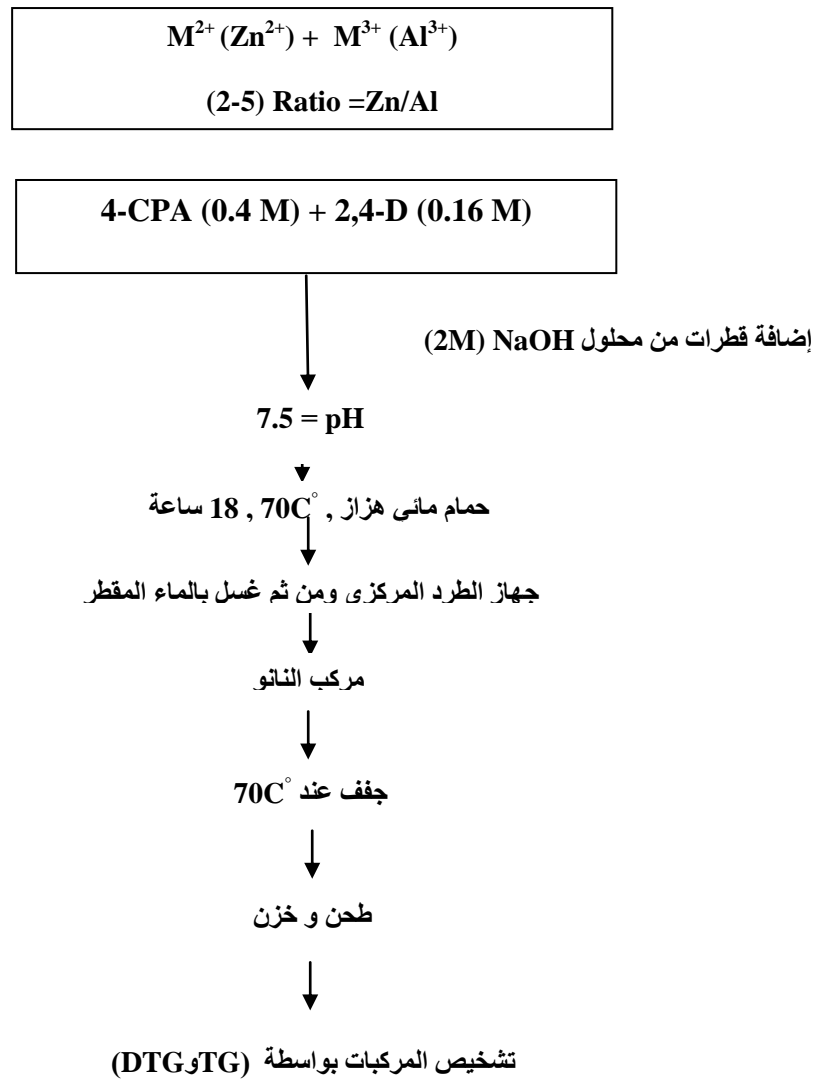 M²⁺ (Zn²⁺) + M³⁺ (Al³⁺)
(2-5) Ratio =Zn/Al
4-CPA (0.4 M) + 2,4-D (0.16 M)
إضافة قطرات من محلول NaOH (2M)
7.5 = pH
حمام مائي هزاز , 70C° , 18 ساعة
جهاز الطرد المركزي ومن ثم غسل بالماء المقطر
مركب النانو
جفف عند 70C°
طحن و خزن
تشخيص المركبات بواسطة (TGوDTG)